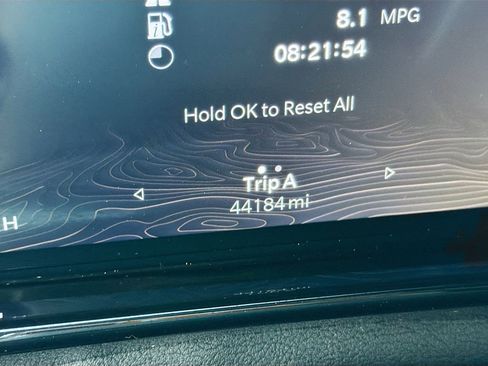 8.1 MPG
08:21:54
Hold OK to Reset All
Trip A
44184 mi
H